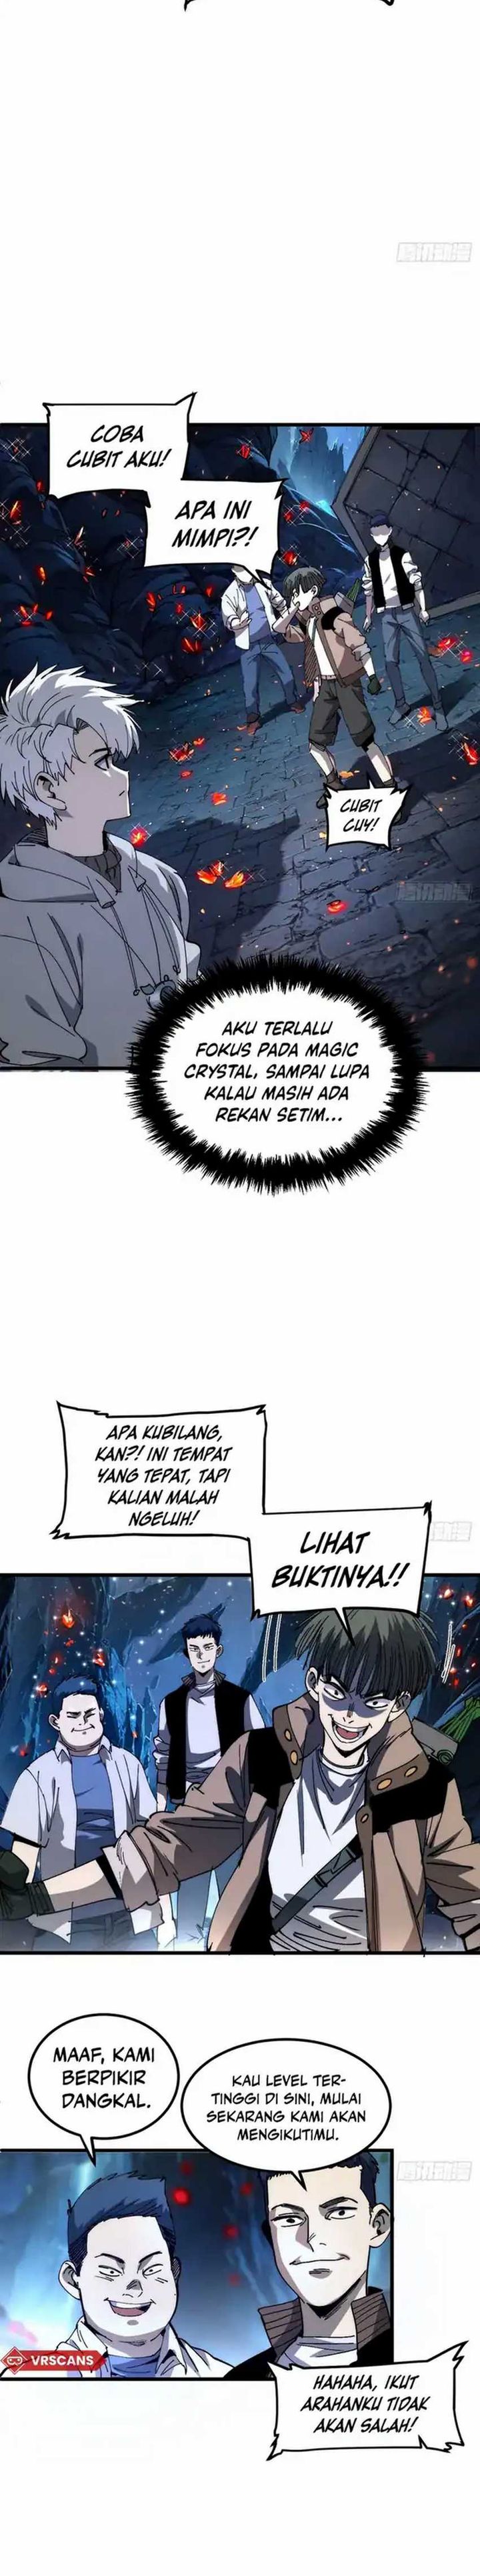 COBA
CUBIT AKU!
APA INI
MIMPI?!
CUBIT
CUY!
AKU TERLALU
FOKUS PADA MAGIC
CRYSTAL, SAMPAI LUPA
KALAU MASIH ADA
REKAN SETIM...
APA KUBILANG,
KAN?! INI TEMPAT
YANG TEPAT, TAPI
KALIAN MALAH
NGELUH!
LIHAT
BUKTINYA!!
MAAF, KAMI
BERPIKIR
DANGKAL.
KAU LEVEL TER-
TINGGI DI SINI, MULAI
SEKARANG KAMI AKAN
MENGIKUTIMU.
VRSCANS
HAHAHA, IKUT
ARAHANKU TIDAK
AKAN SALAH!